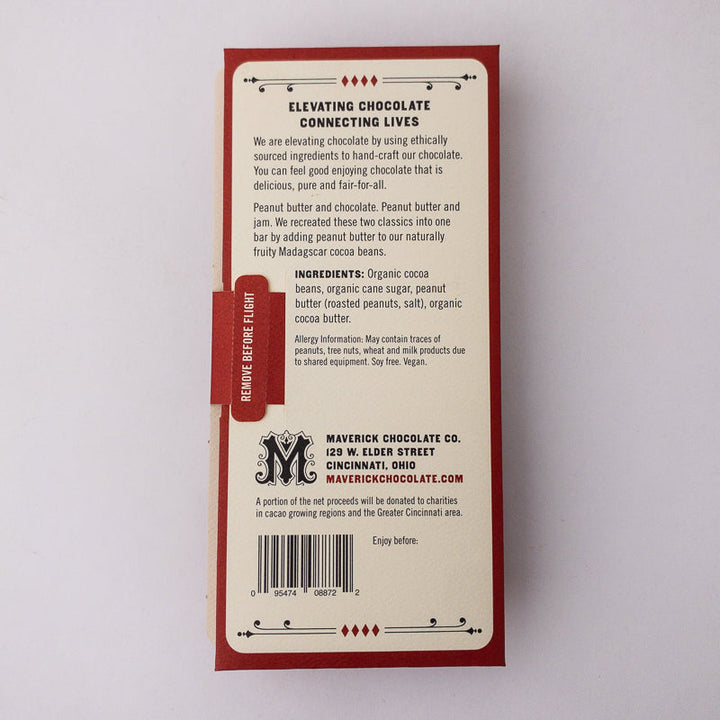 ELEVATING CHOCOLATE
CONNECTING LIVES
We are elevating chocolate by using ethically
sourced ingredients to hand-craft our chocolate.
You can feel good enjoying chocolate that is
delicious, pure and fair-for-all.
Peanut butter and chocolate. Peanut butter and
jam. We recreated these two classics into one
bar by adding peanut butter to our naturally
fruity Madagscar cocoa beans.
INGREDIENTS: Organic cocoa
beans, organic cane sugar, peanut
butter (roasted peanuts, salt), organic
cocoa butter.
Allergy Information: May contain traces of
peanuts, tree nuts, wheat and milk products due
to shared equipment. Soy free. Vegan.
REMOVE BEFORE FLIGHT
M
MAVERICK CHOCOLATE CO.
129 W. ELDER STREET
CINCINNATI, OHIO
MAVERICKCHOCOLATE.COM
A portion of the net proceeds will be donated to charities
in cacao growing regions and the Greater Cincinnati area.
Enjoy before:
0 95474 08872 2